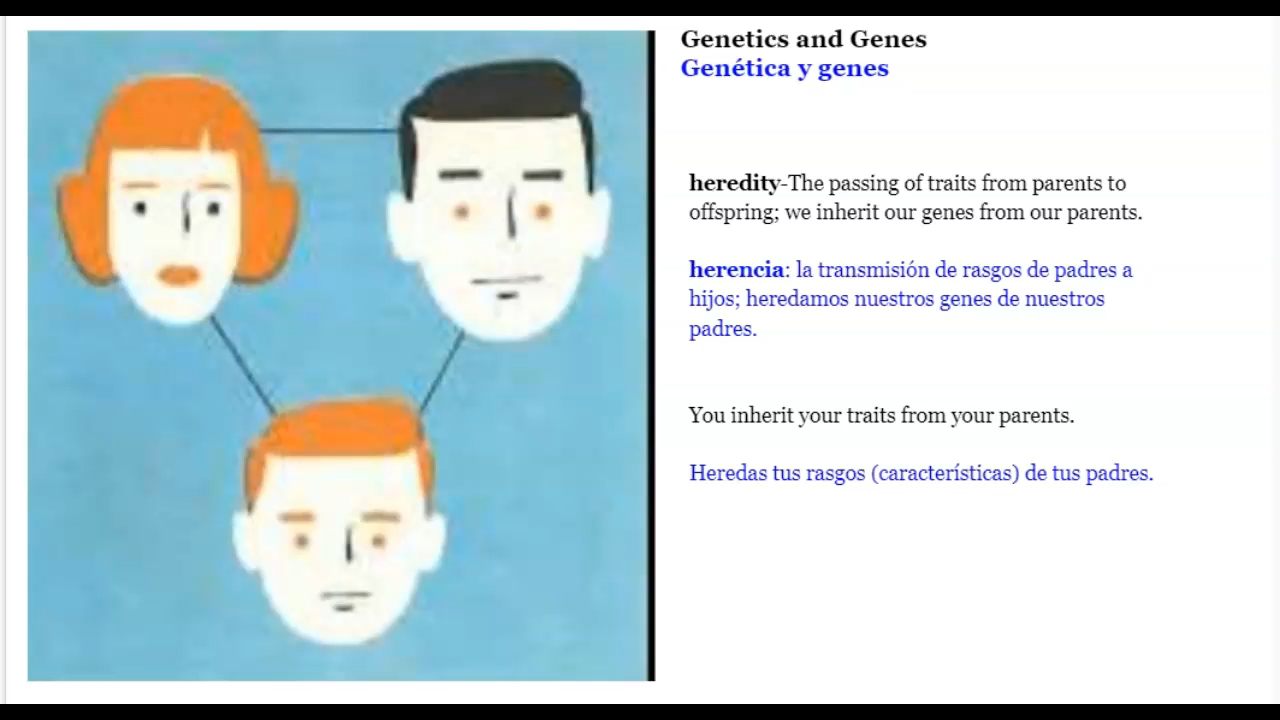 Genetics and Genes
Genética y genes
heredity-The passing of traits from parents to
offspring; we inherit our genes from our parents.
herencia: la transmisión de rasgos de padres a
hijos; heredamos nuestros genes de nuestros
padres.
You inherit your traits from your parents.
Heredas tus rasgos (características) de tus padres.